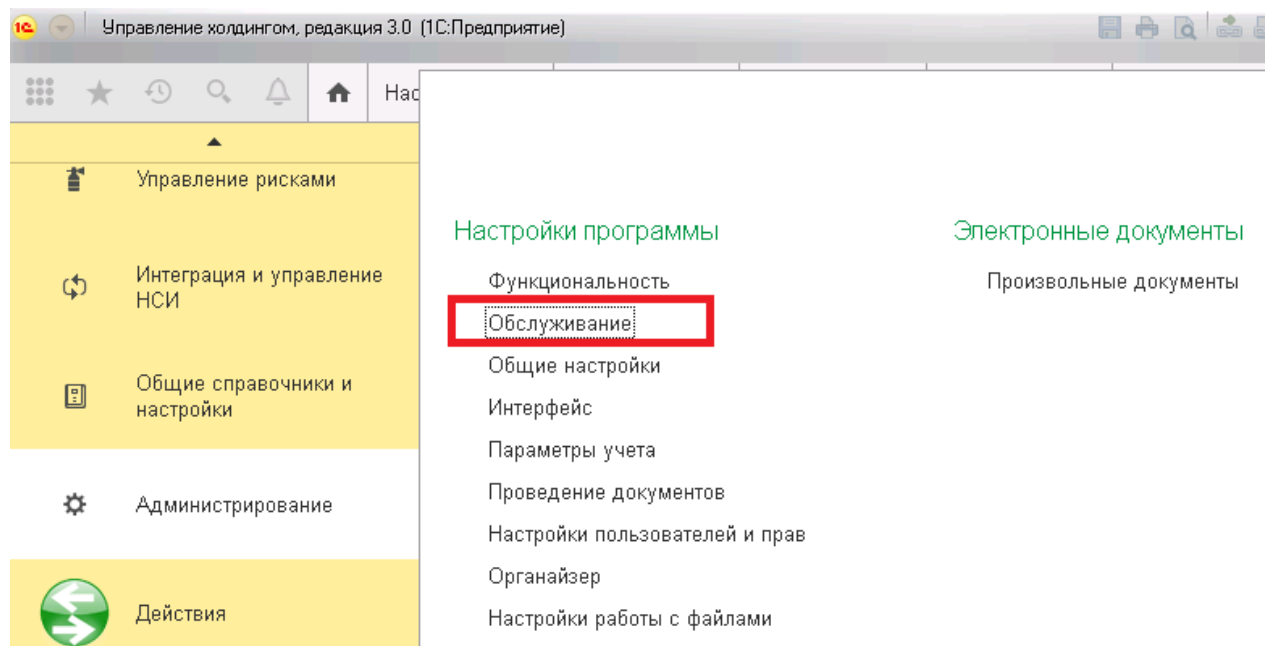 Управление холдингом, редакция 3.0 (1С:Предприятие)
Нас
Управление рисками
Интеграция и управление
НСИ
Общие справочники и
настройки
Администрирование
Действия
Настройки программы
Функциональность
Обслуживание
Общие настройки
Интерфейс
Параметры учета
Проведение документов
Настройки пользователей и прав
Органайзер
Настройки работы с файлами
Электронные документы
Произвольные документы